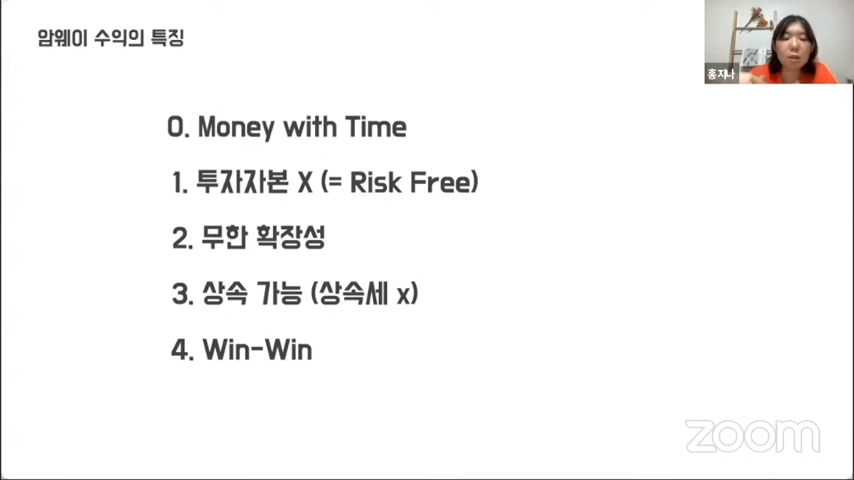 암웨이 수익의 특징
홍지나
0. Money with Time
1. 투자자본 X (= Risk Free)
2. 무한 확장성
3. 상속 가능 (상속세 x)
4. Win-Win
zoom